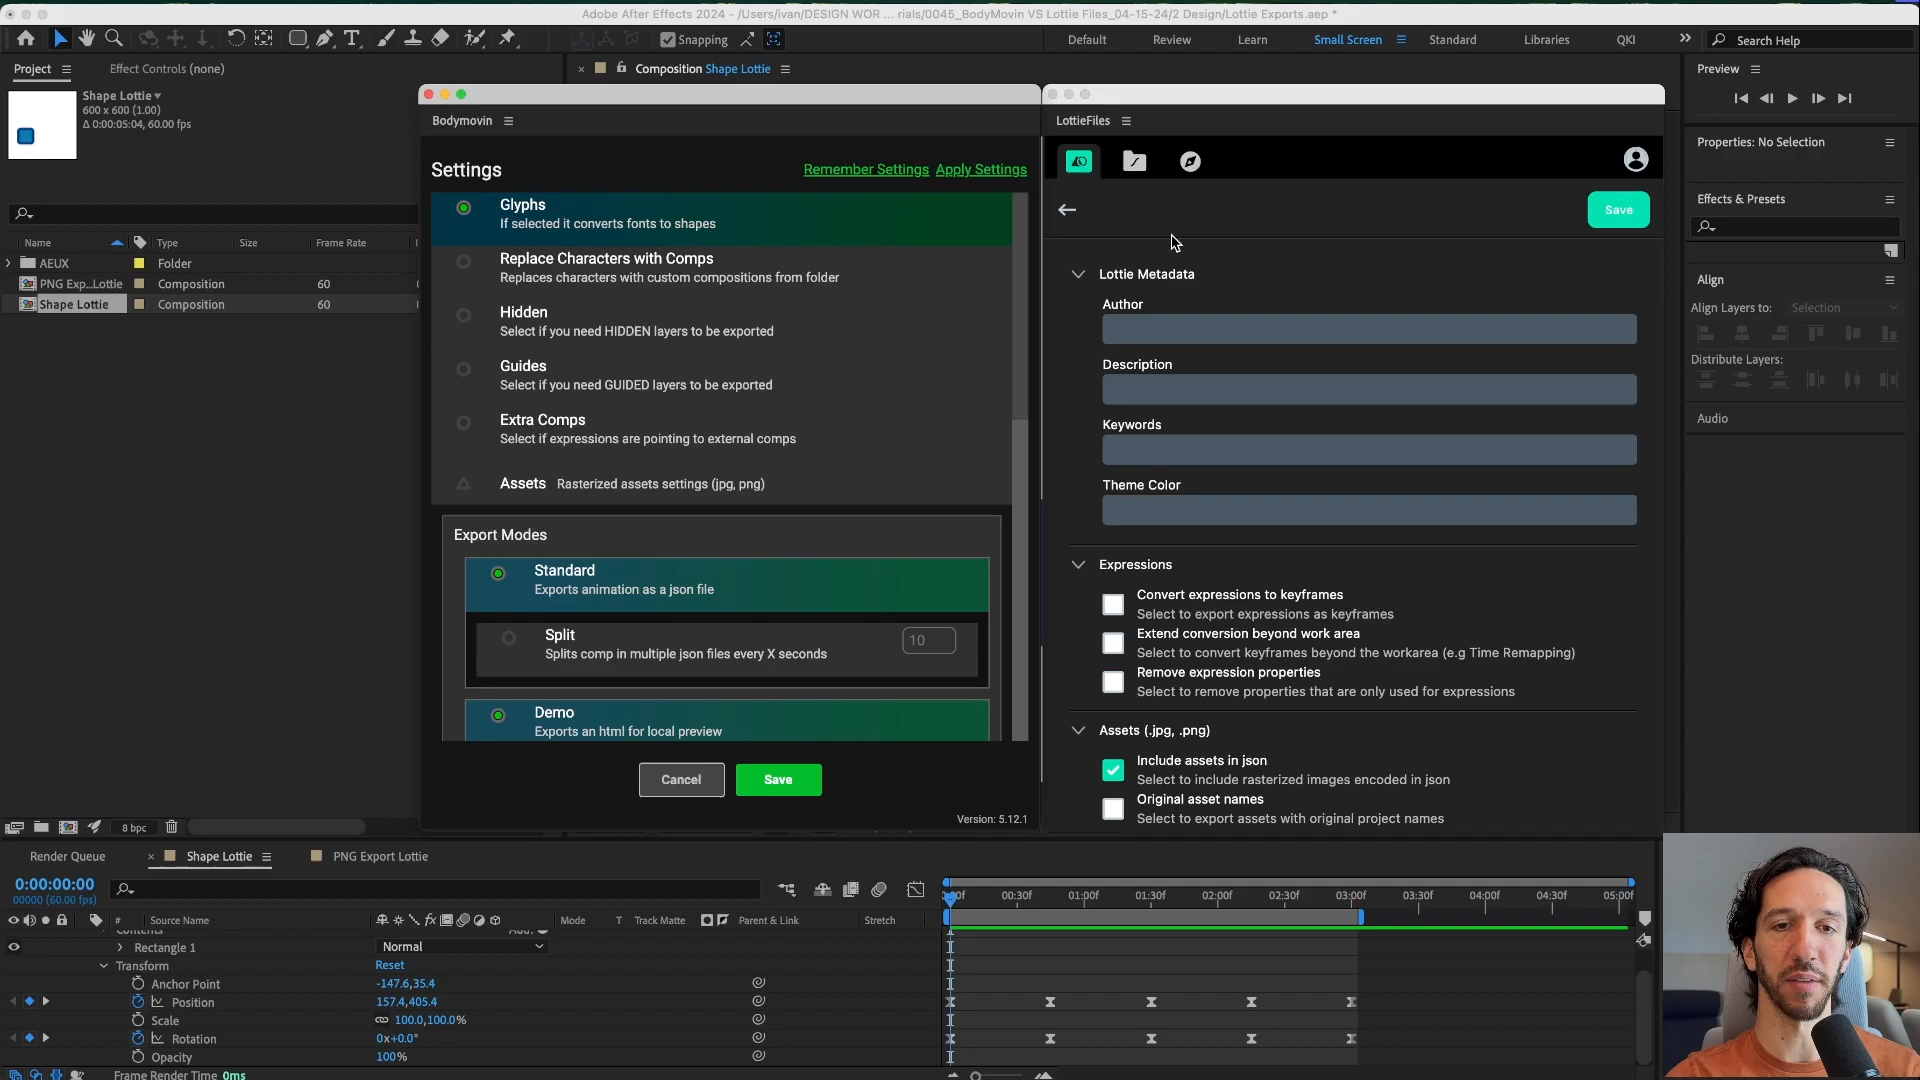 Adobe After Effects 2024 - /Users/ivan/DESIGN WOR ... rials/0045_BodyMovin VS Lottie Files_04-15-24/2 Design/Lottie Exports.aep *
Snapping
Default
Review
Learn
Small Screen
Standard
Libraries
QKI
Search Help
Project
Effect Controls (none)
Composition Shape Lottie
Preview
Shape Lottie
600 x 600 (1.00)
Δ 0:00:05:04, 60.00 fps
Name
Type
Size
Frame Rate
AEUX
Folder
PNG Exp...Lottie
Composition
60
Shape Lottie
Composition
60
8 bpc
Bodymovin
Settings
Remember Settings
Apply Settings
Glyphs
If selected it converts fonts to shapes
Replace Characters with Comps
Replaces characters with custom compositions from folder
Hidden
Select if you need HIDDEN layers to be exported
Guides
Select if you need GUIDED layers to be exported
Extra Comps
Select if expressions are pointing to external comps
Assets Rasterized assets settings (jpg, png)
Export Modes
Standard
Exports animation as a json file
Split
Splits comp in multiple json files every X seconds
10
Demo
Exports an html for local preview
Cancel
Save
Version: 5.12.1
LottieFiles
Save
Lottie Metadata
Author
Description
Keywords
Theme Color
Expressions
Convert expressions to keyframes
Select to export expressions as keyframes
Extend conversion beyond work area
Select to convert keyframes beyond the workarea (e.g Time Remapping)
Remove expression properties
Select to remove properties that are only used for expressions
Assets (.jpg, .png)
Include assets in json
Select to include rasterized images encoded in json
Original asset names
Select to export assets with original project names
Properties: No Selection
Effects & Presets
Align
Align Layers to:
Selection
Distribute Layers:
Audio
Render Queue
Shape Lottie
PNG Export Lottie
0:00:00:00
00000 (60.00 fps)
00:30f
01:00f
01:30f
02:00f
02:30f
03:00f
03:30f
04:00f
04:30f
05:00f
#
Source Name
Mode
T
Track Matte
Parent & Link
Stretch
Rectangle 1
Normal
Transform
Reset
Anchor Point
-147.6,35.4
Position
157.4,405.4
Scale
100.0,100.0%
Rotation
0x+0.0°
Opacity
100%
Frame Render Time 0ms